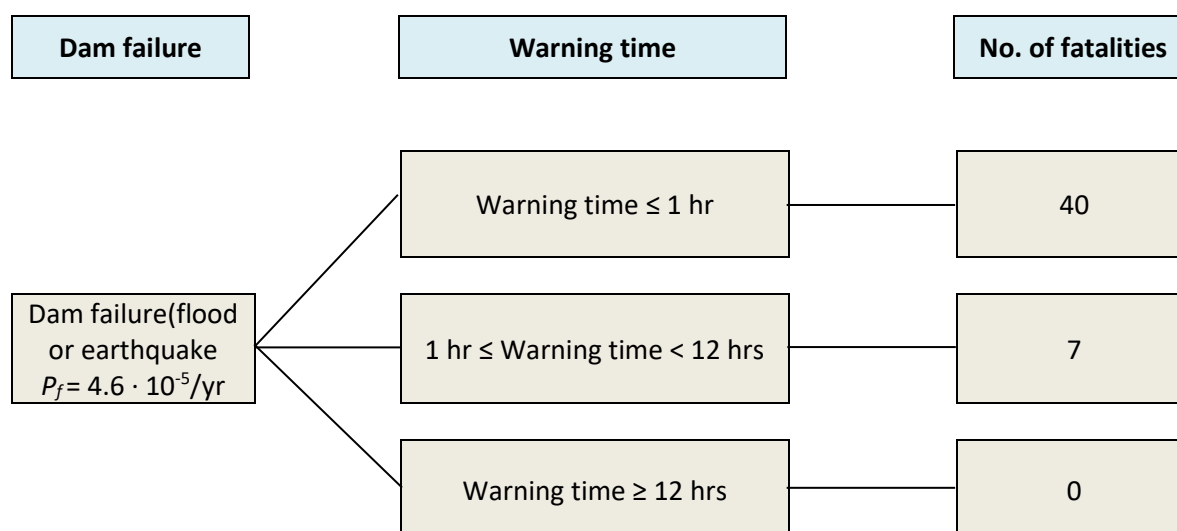 Dam failure
Warning time
No. of fatalities
Warning time ≤ 1 hr
40
Dam failure(flood
or earthquake
P_f = 4.6 · 10⁻⁵/yr
1 hr ≤ Warning time < 12 hrs
7
Warning time ≥ 12 hrs
0